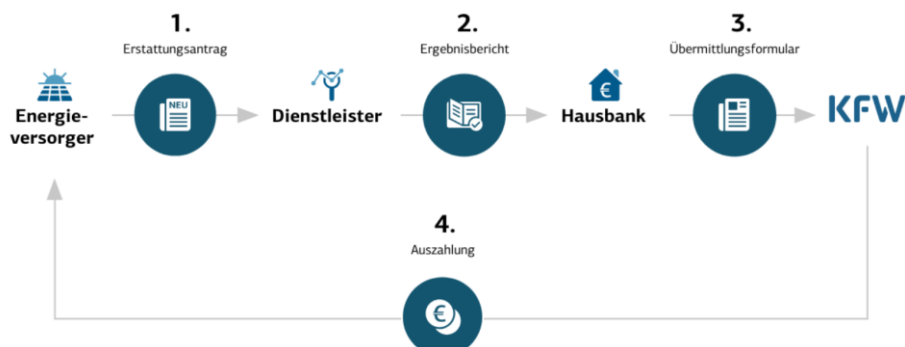 1.
Erstattungsantrag
2.
Ergebnisbericht
3.
Übermittlungsformular
NEU
€
Energie-
versorger
Dienstleister
Hausbank
KFW
4.
Auszahlung
€